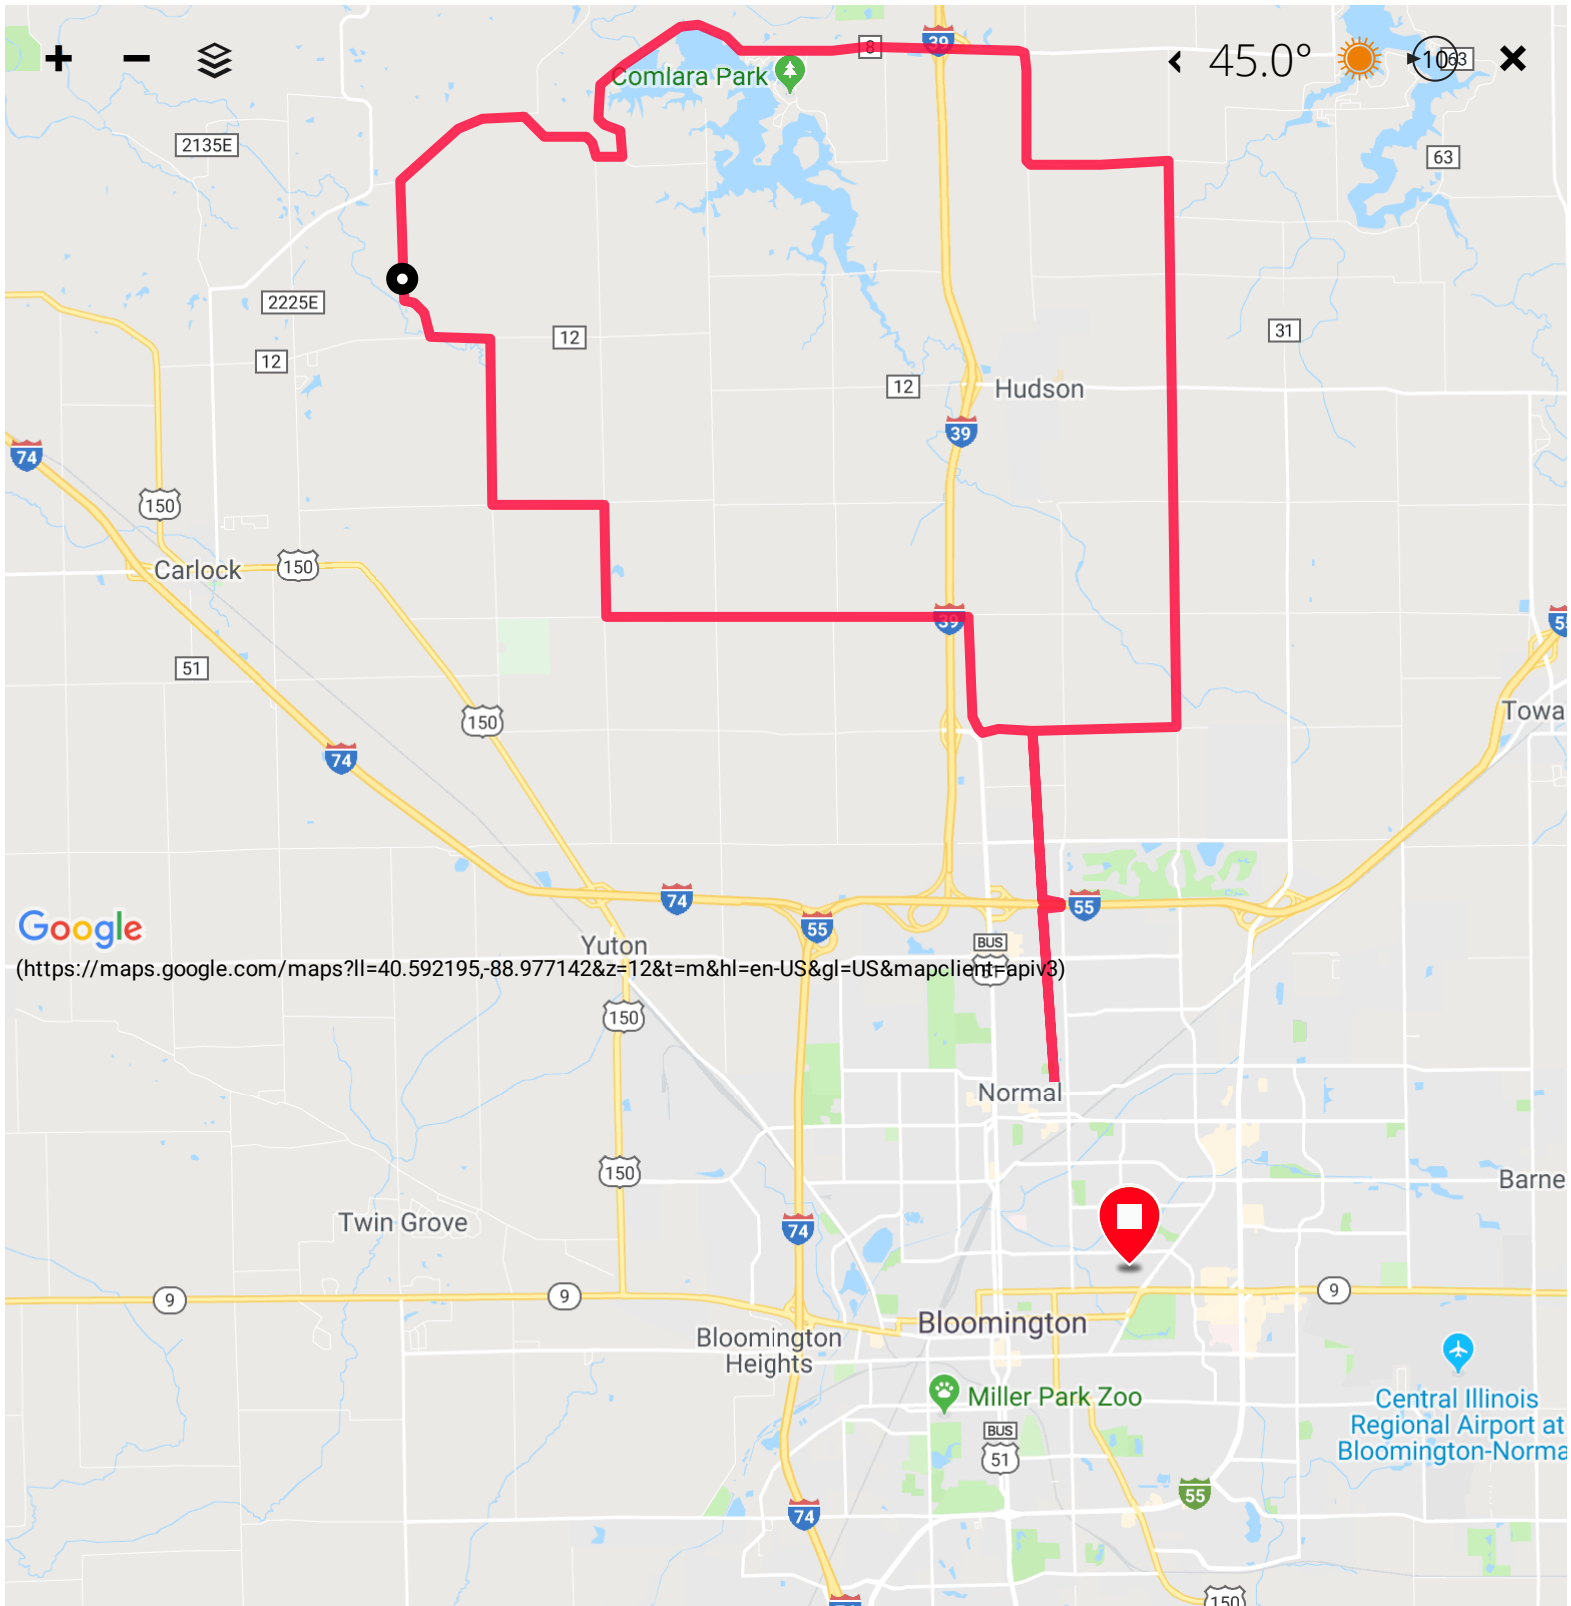 8
39
45.0°
10
63
Comlara Park
2135E
63
2225E
31
12
12
12
Hudson
39
74
150
150
Carlock
39
51
150
Towa
74
74
55
55
Google
Yuton
BUS
(https://maps.google.com/maps?ll=40.592195,-88.977142&z=12&t=m&hl=en-US&gl=US&mapclient=apiv3)
150
Normal
150
Barne
Twin Grove
74
9
9
9
Bloomington
Bloomington
Heights
Miller Park Zoo
Central Illinois
Regional Airport at
Bloomington-Norma
BUS
51
55
74
150